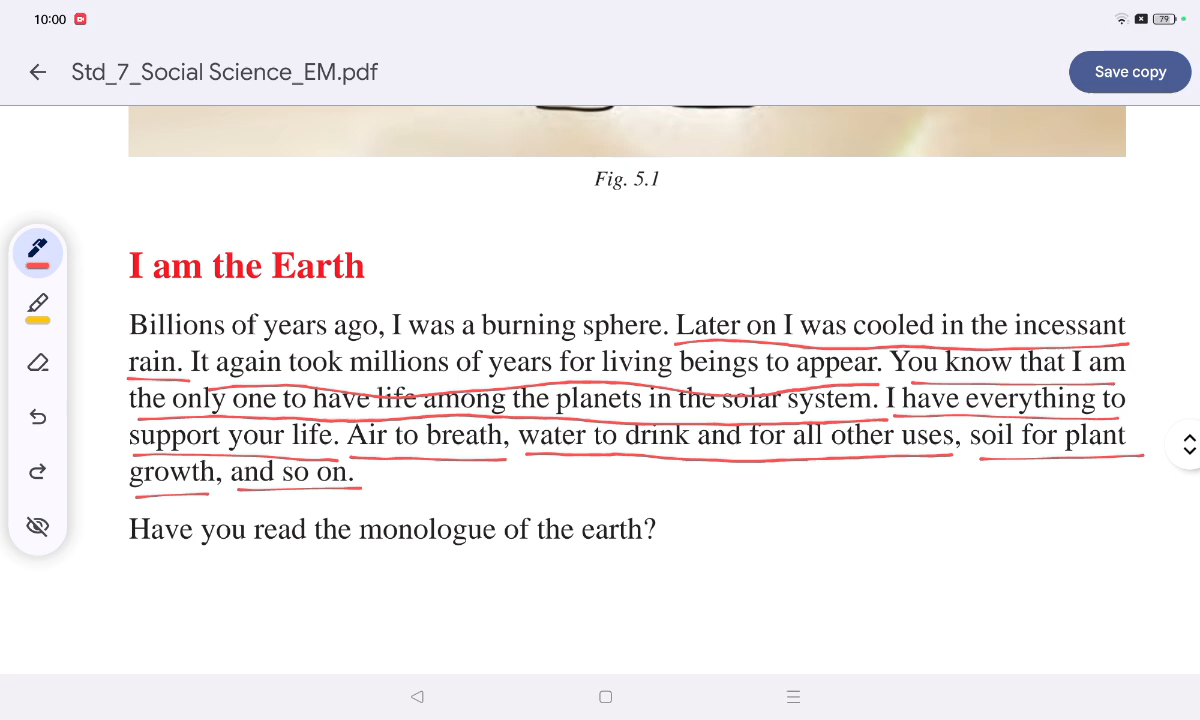 10:00
79
Std_7_Social Science_EM.pdf
Save copy
Fig. 5.1
I am the Earth
Billions of years ago, I was a burning sphere. Later on I was cooled in the incessant
rain. It again took millions of years for living beings to appear. You know that I am
the only one to have life among the planets in the solar system. I have everything to
support your life. Air to breath, water to drink and for all other uses, soil for plant
growth, and so on.
Have you read the monologue of the earth?